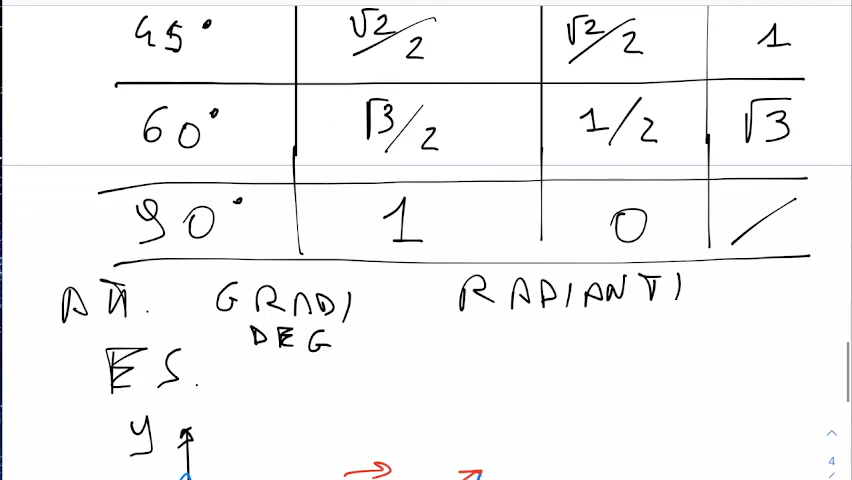 45° √2/2 √2/2 1
60° √3/2 1/2 √3
90° 1 0 /
GRADI RADIANTI
DEG
ES.
y
4